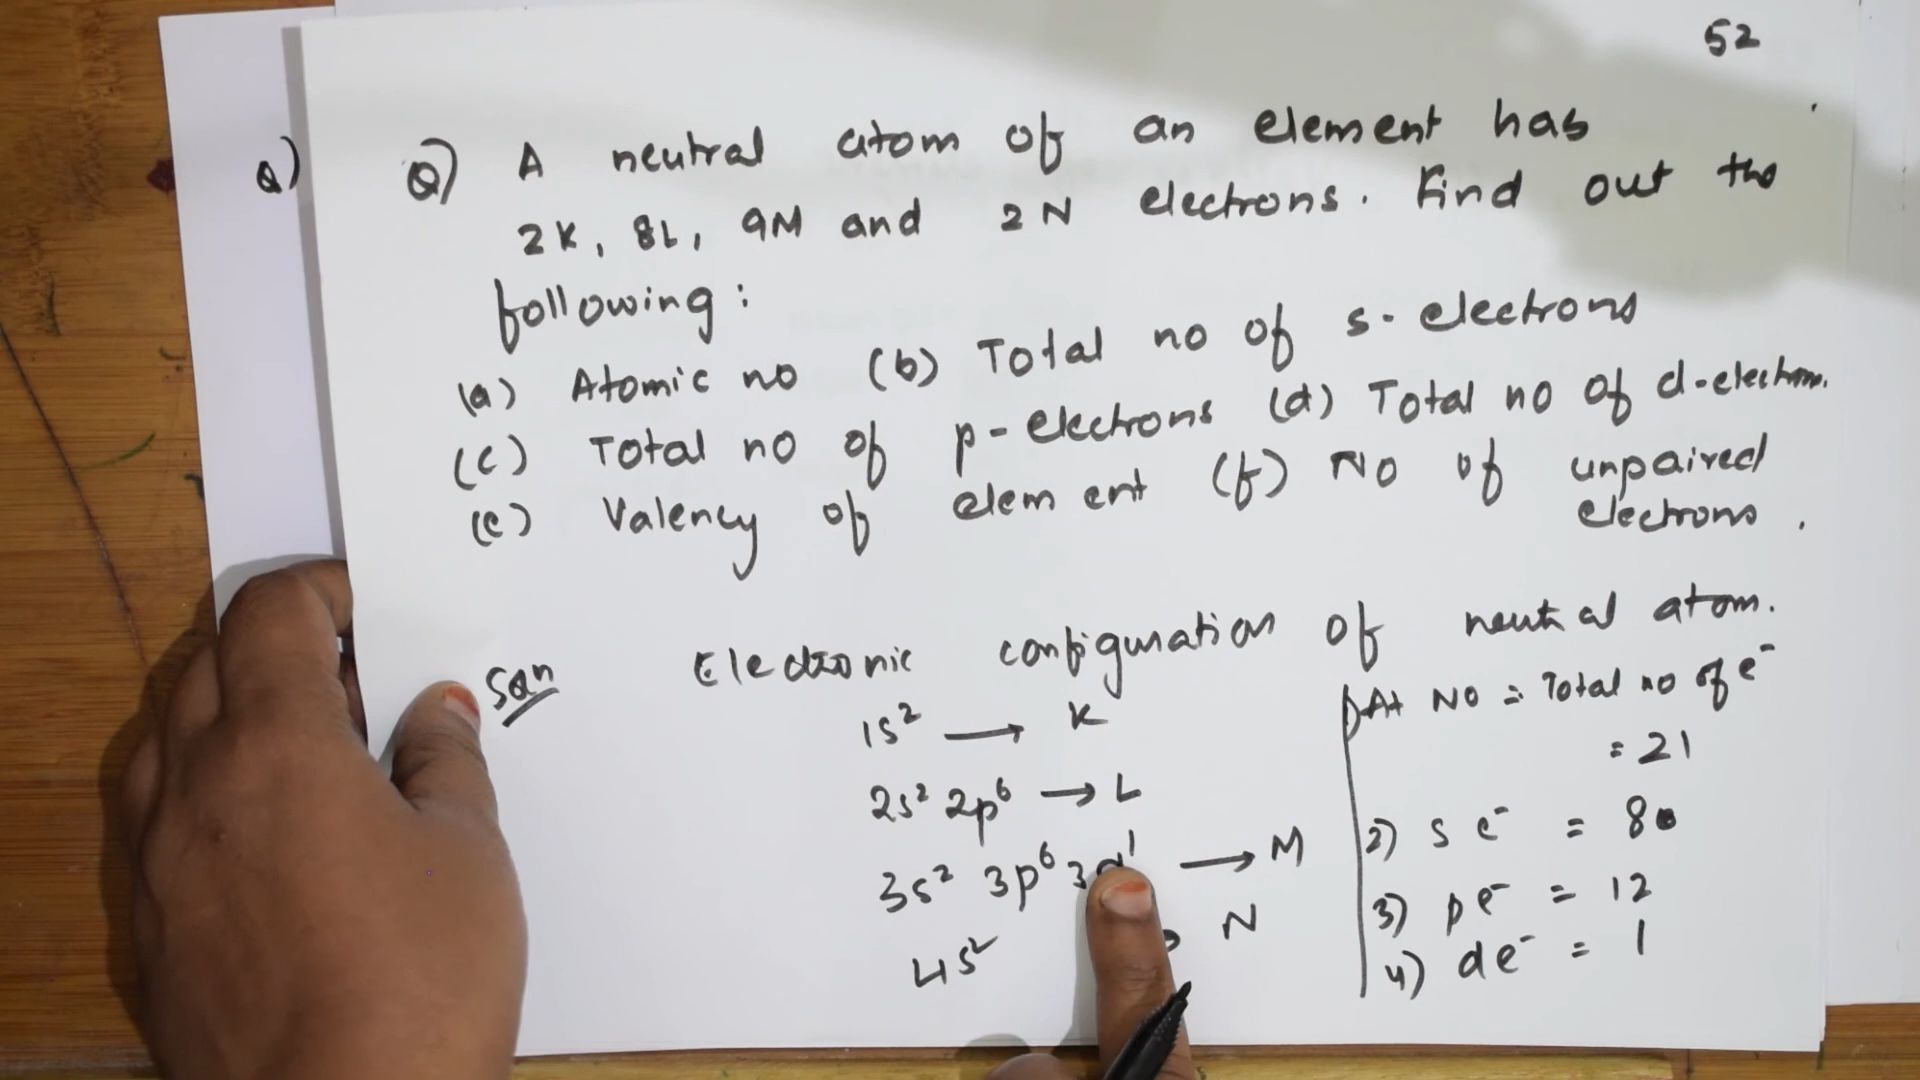 52
Q)
Q) A neutral atom of an element has
2K, 8L, 9M and 2N electrons. Find out the
following:
(a) Atomic no (b) Total no of s-electrons
(c) Total no of p-electrons (d) Total no of d-electron.
(e) Valency of element (f) No of unpaired
electrons.
Soln Electronic configuration of neutral atom.
1s² → K
2s² 2p⁶ → L
3s² 3p⁶ 3d¹ → M
4s² → N
1) At NO = Total no of e⁻
= 21
2) s e⁻ = 8
3) p e⁻ = 12
4) d e⁻ = 1